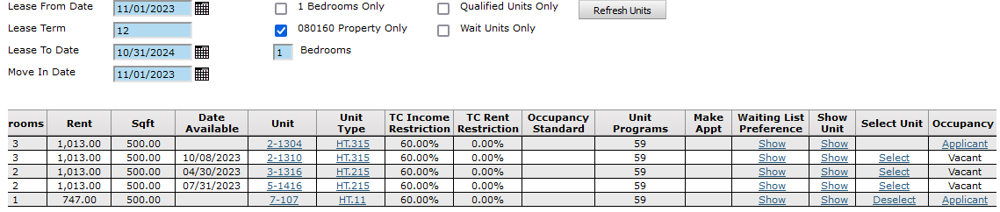 Lease From Date 11/01/2023 1 Bedrooms Only Qualified Units Only Refresh Units
Lease Term 12 080160 Property Only Wait Units Only
Lease To Date 10/31/2024 1 Bedrooms
Move In Date 11/01/2023
rooms Rent Sqft Date Available Unit Unit Type TC Income Restriction TC Rent Restriction Occupancy Standard Unit Programs Make Appt Waiting List Preference Show Unit Select Unit Occupancy
3 1,013.00 500.00 2-1304 HT.315 60.00% 0.00% 59 Show Show Applicant
3 1,013.00 500.00 10/08/2023 2-1310 HT.315 60.00% 0.00% 59 Show Show Select Vacant
2 1,013.00 500.00 04/30/2023 3-1316 HT.215 60.00% 0.00% 59 Show Show Select Vacant
2 1,013.00 500.00 07/31/2023 5-1416 HT.215 60.00% 0.00% 59 Show Show Select Vacant
1 747.00 500.00 7-107 HT.11 60.00% 0.00% 59 Show Show Deselect Applicant